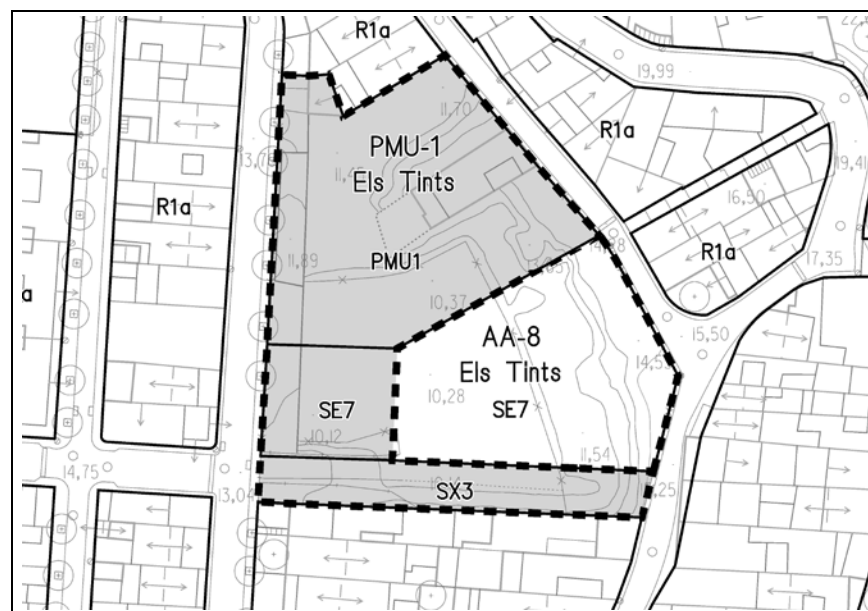 R1a
19,99
11,70
PMU-1
Els Tints
R1a
19,41
16,50
R1a
PMU1
11,89
R1a
17,35
10,37
AA-8
Els Tints
15,50
SE7
10,28
SE7
10,12
11,54
14,75
13,04
SX3